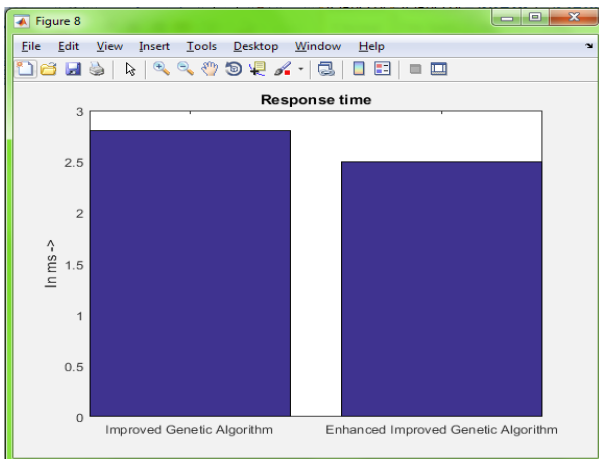 Figure 8
File Edit View Insert Tools Desktop Window Help
Response time
3
2.5
2
1.5
1
0.5
0
In ms ->
Improved Genetic Algorithm
Enhanced Improved Genetic Algorithm